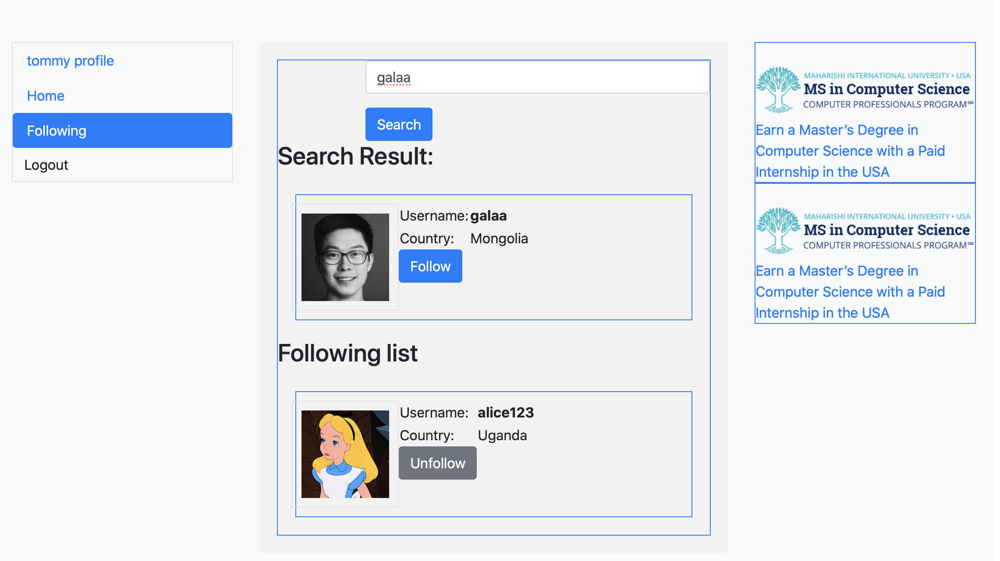 tommy profile
Home
Following
Logout
galaa
Search
Search Result:
Username: galaa
Country: Mongolia
Follow
Following list
Username: alice123
Country: Uganda
Unfollow
MAHARISHI INTERNATIONAL UNIVERSITY • USA
MS in Computer Science
COMPUTER PROFESSIONALS PROGRAM℠
Earn a Master’s Degree in
Computer Science with a Paid
Internship in the USA
MAHARISHI INTERNATIONAL UNIVERSITY • USA
MS in Computer Science
COMPUTER PROFESSIONALS PROGRAM℠
Earn a Master’s Degree in
Computer Science with a Paid
Internship in the USA